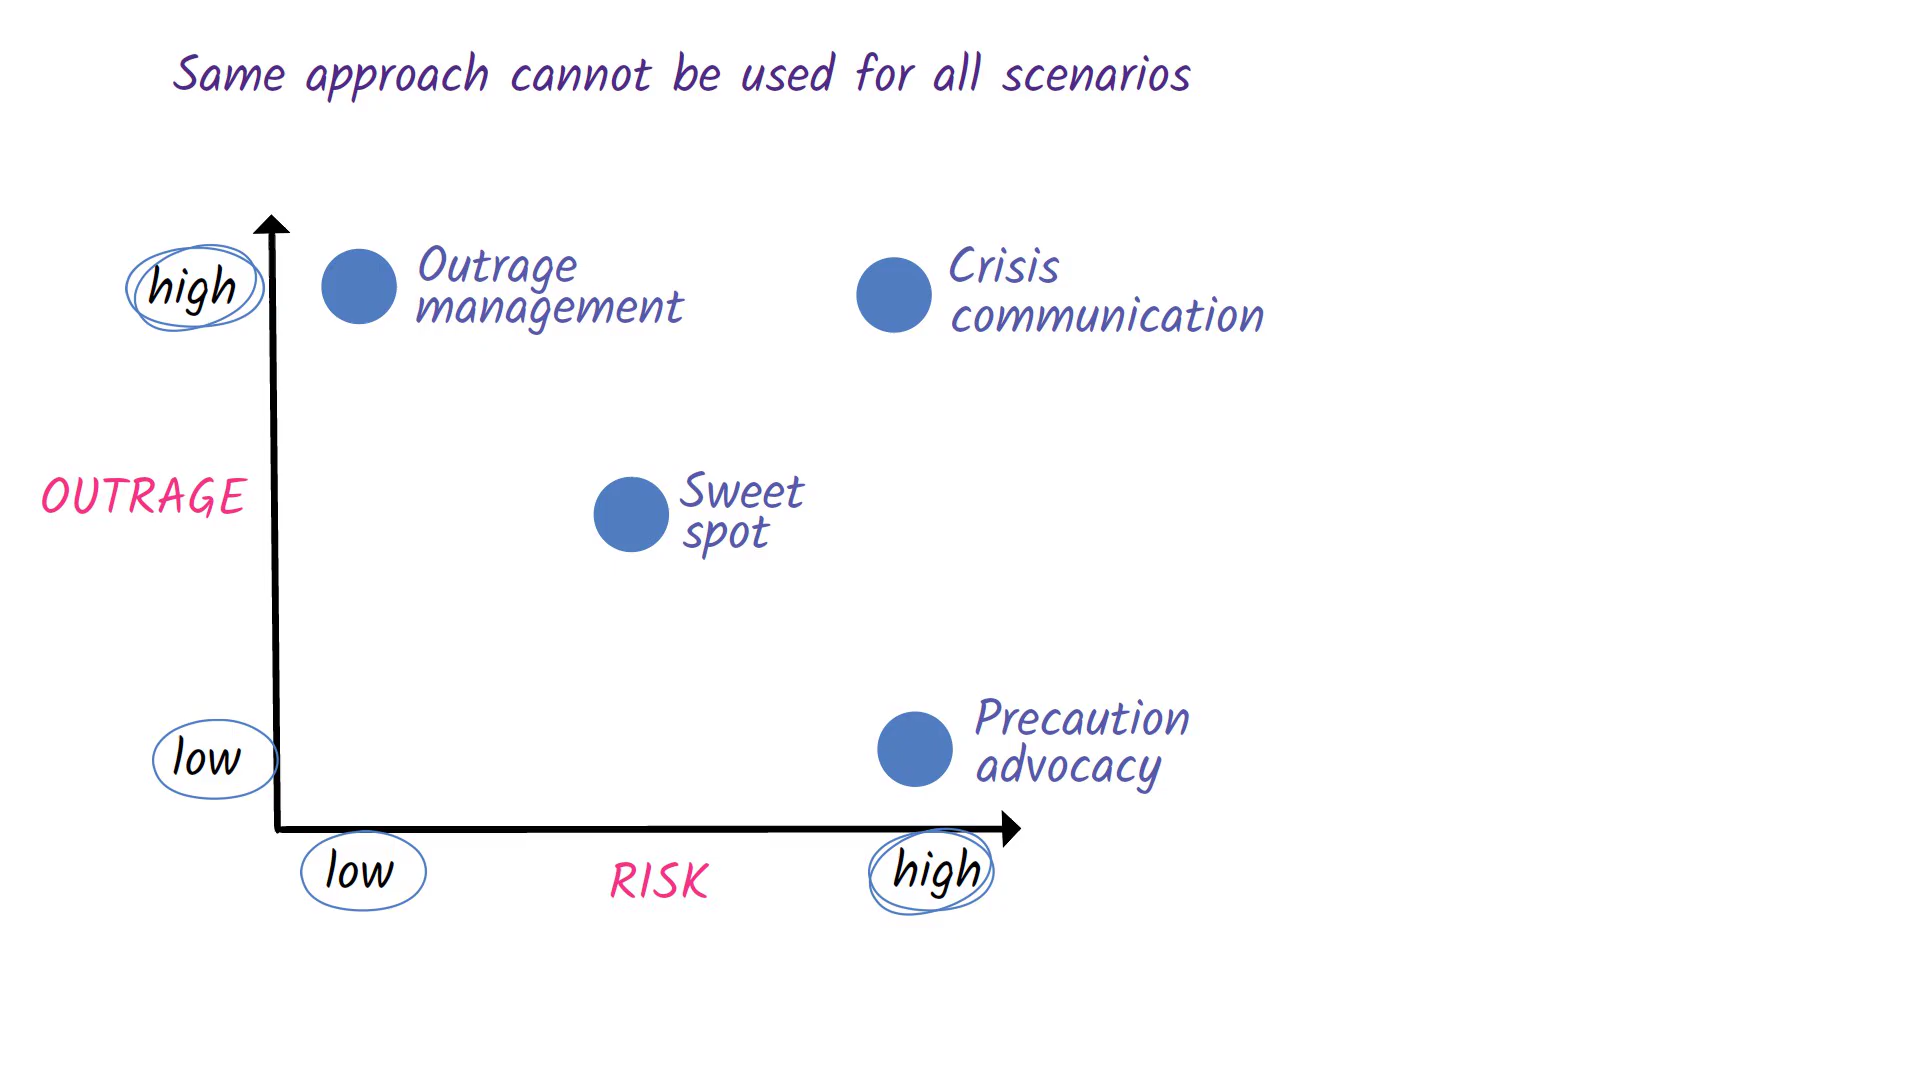 Same approach cannot be used for all scenarios
high
Outrage
management
Crisis
communication
OUTRAGE
Sweet
spot
low
Precaution
advocacy
low
RISK
high